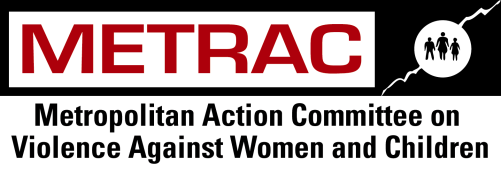 METRAC
Metropolitan Action Committee on
Violence Against Women and Children